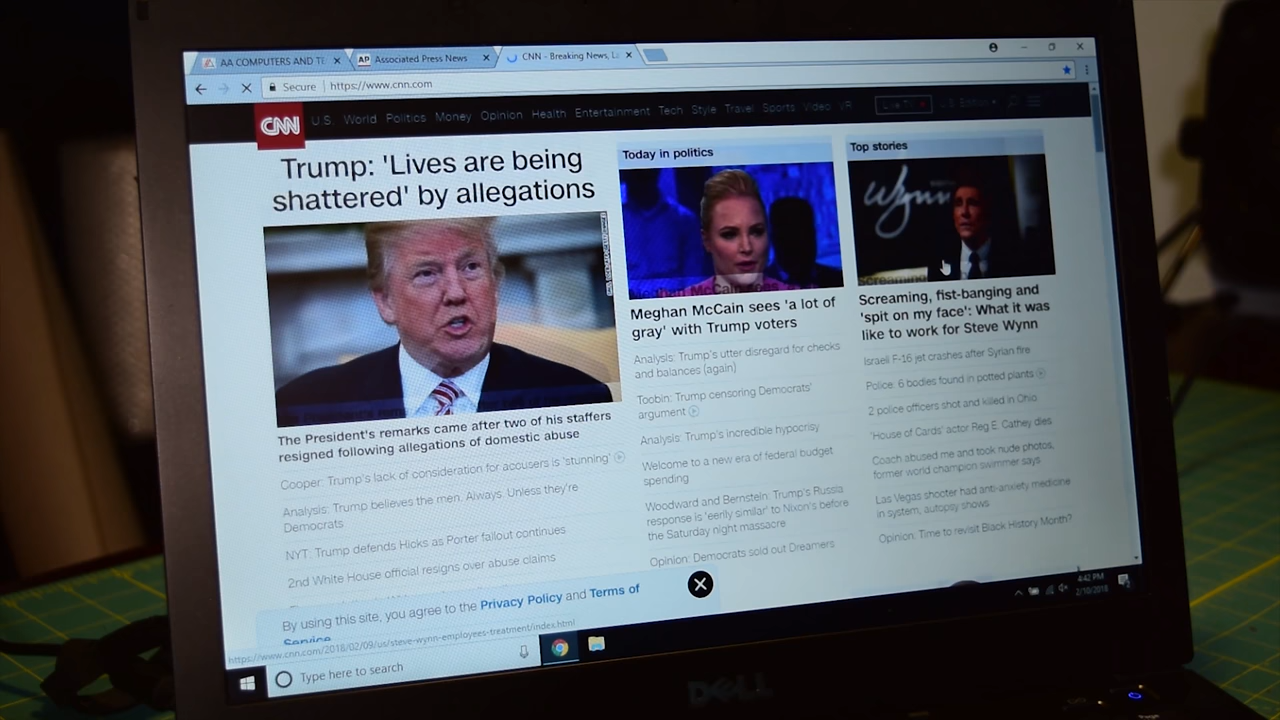 AA COMPUTERS AND TE
AP Associated Press News
CNN - Breaking News, La
Secure https://www.cnn.com
CNN U.S. World Politics Money Opinion Health Entertainment Tech Style Travel Sports Video VR Live TV U.S. Edition
Trump: 'Lives are being
shattered' by allegations
The President's remarks came after two of his staffers
resigned following allegations of domestic abuse
Cooper: Trump's lack of consideration for accusers is 'stunning'
Analysis: Trump believes the men. Always. Unless they're
Democrats
NYT: Trump defends Hicks as Porter fallout continues
2nd White House official resigns over abuse claims
Today in politics
Meghan McCain sees 'a lot of
gray' with Trump voters
Analysis: Trump's utter disregard for checks
and balances (again)
Toobin: Trump censoring Democrats'
argument
Analysis: Trump's incredible hypocrisy
Welcome to a new era of federal budget
spending
Woodward and Bernstein: Trump's Russia
response is 'eerily similar' to Nixon's before
the Saturday night massacre
Opinion: Democrats sold out Dreamers
Top stories
Wynn
Screaming
Screaming, fist-banging and
'spit on my face': What it was
like to work for Steve Wynn
Israeli F-16 jet crashes after Syrian fire
Police: 6 bodies found in potted plants
2 police officers shot and killed in Ohio
'House of Cards' actor Reg E. Cathey dies
Coach abused me and took nude photos,
former world champion swimmer says
Las Vegas shooter had anti-anxiety medicine
in system, autopsy shows
Opinion: Time to revisit Black History Month?
By using this site, you agree to the Privacy Policy and Terms of
Service
https://www.cnn.com/2018/02/09/us/steve-wynn-employees-treatment/index.html
Type here to search
4:42 PM
2/10/2018
DELL